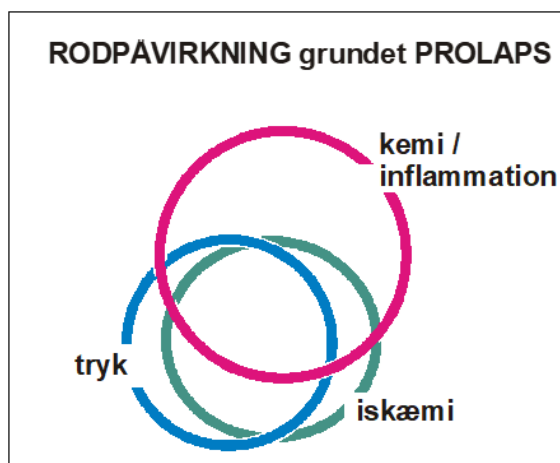 RODPÅVIRKNING grundet PROLAPS
kemi /
inflammation
tryk
iskæmi